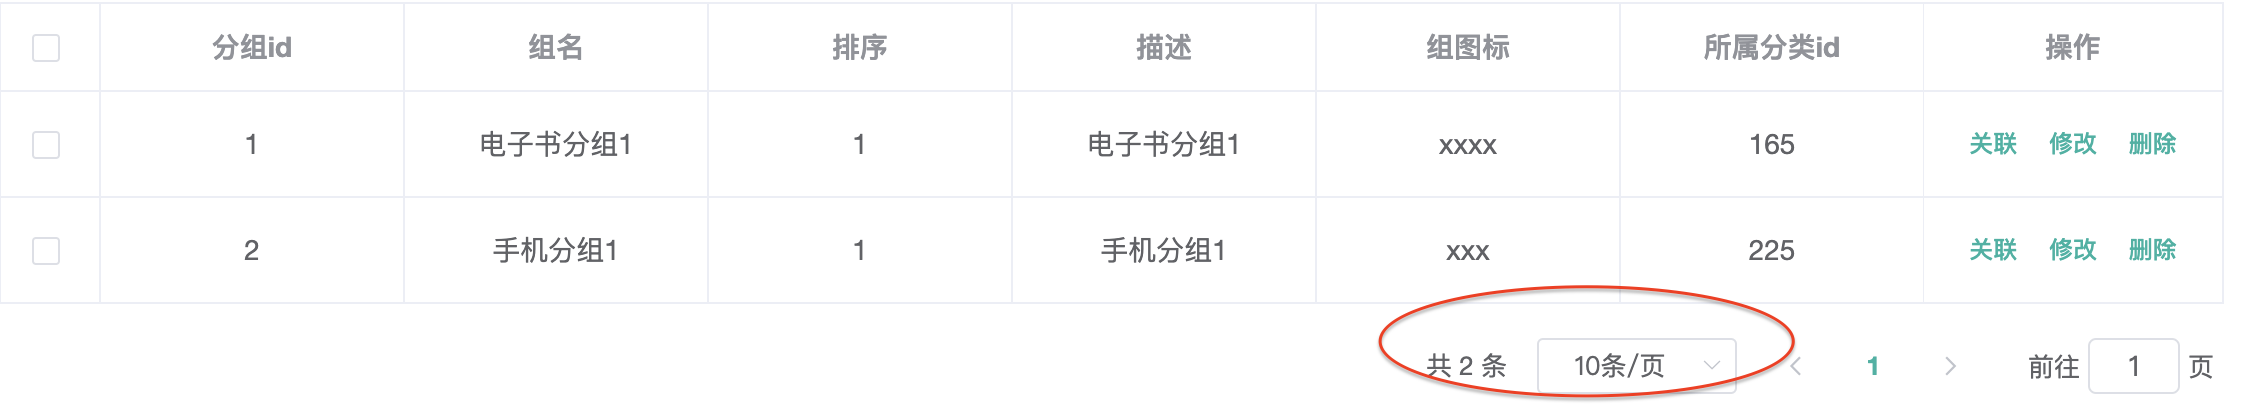 分组id 组名 排序 描述 组图标 所属分类id 操作
1 电子书分组1 1 电子书分组1 xxxx 165 关联 修改 删除
2 手机分组1 1 手机分组1 xxx 225 关联 修改 删除
共 2 条 10条/页 1 前往 1 页